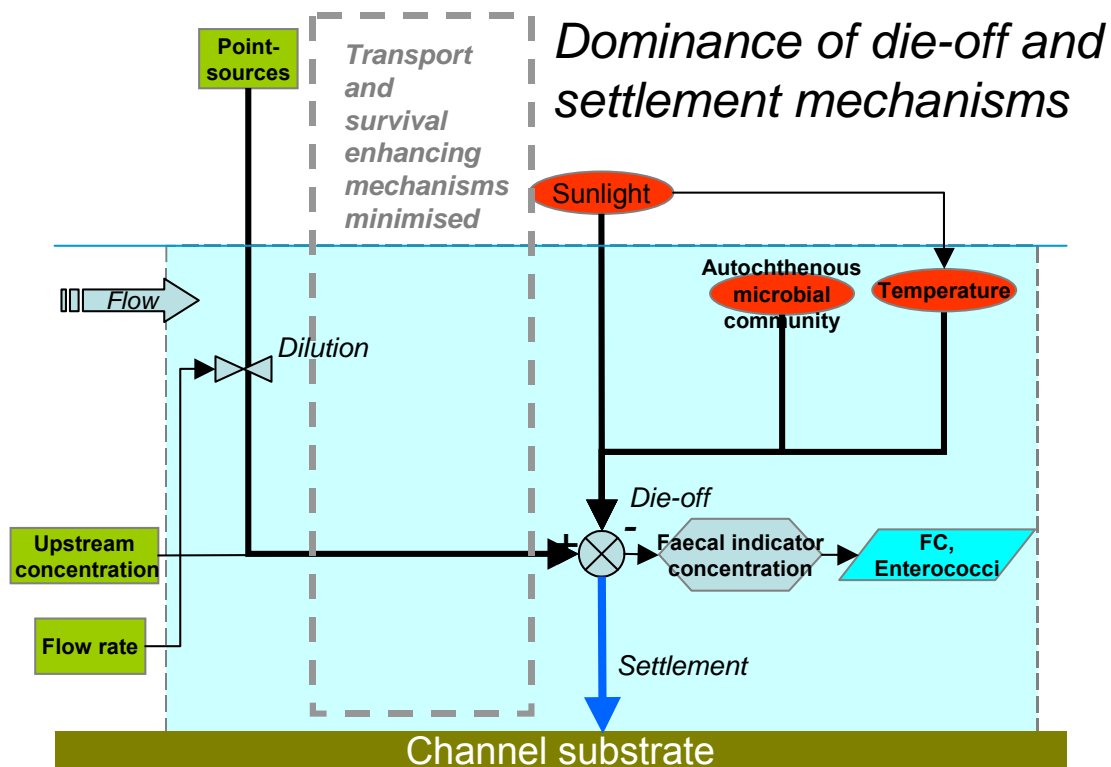 Dominance of die-off and
settlement mechanisms
Point-
sources
Transport
and
survival
enhancing
mechanisms
minimised
Sunlight
Autochthenous
microbial
community
Temperature
Flow
Dilution
Die-off
+
-
Upstream
concentration
Faecal indicator
concentration
FC,
Enterococci
Flow rate
Settlement
Channel substrate